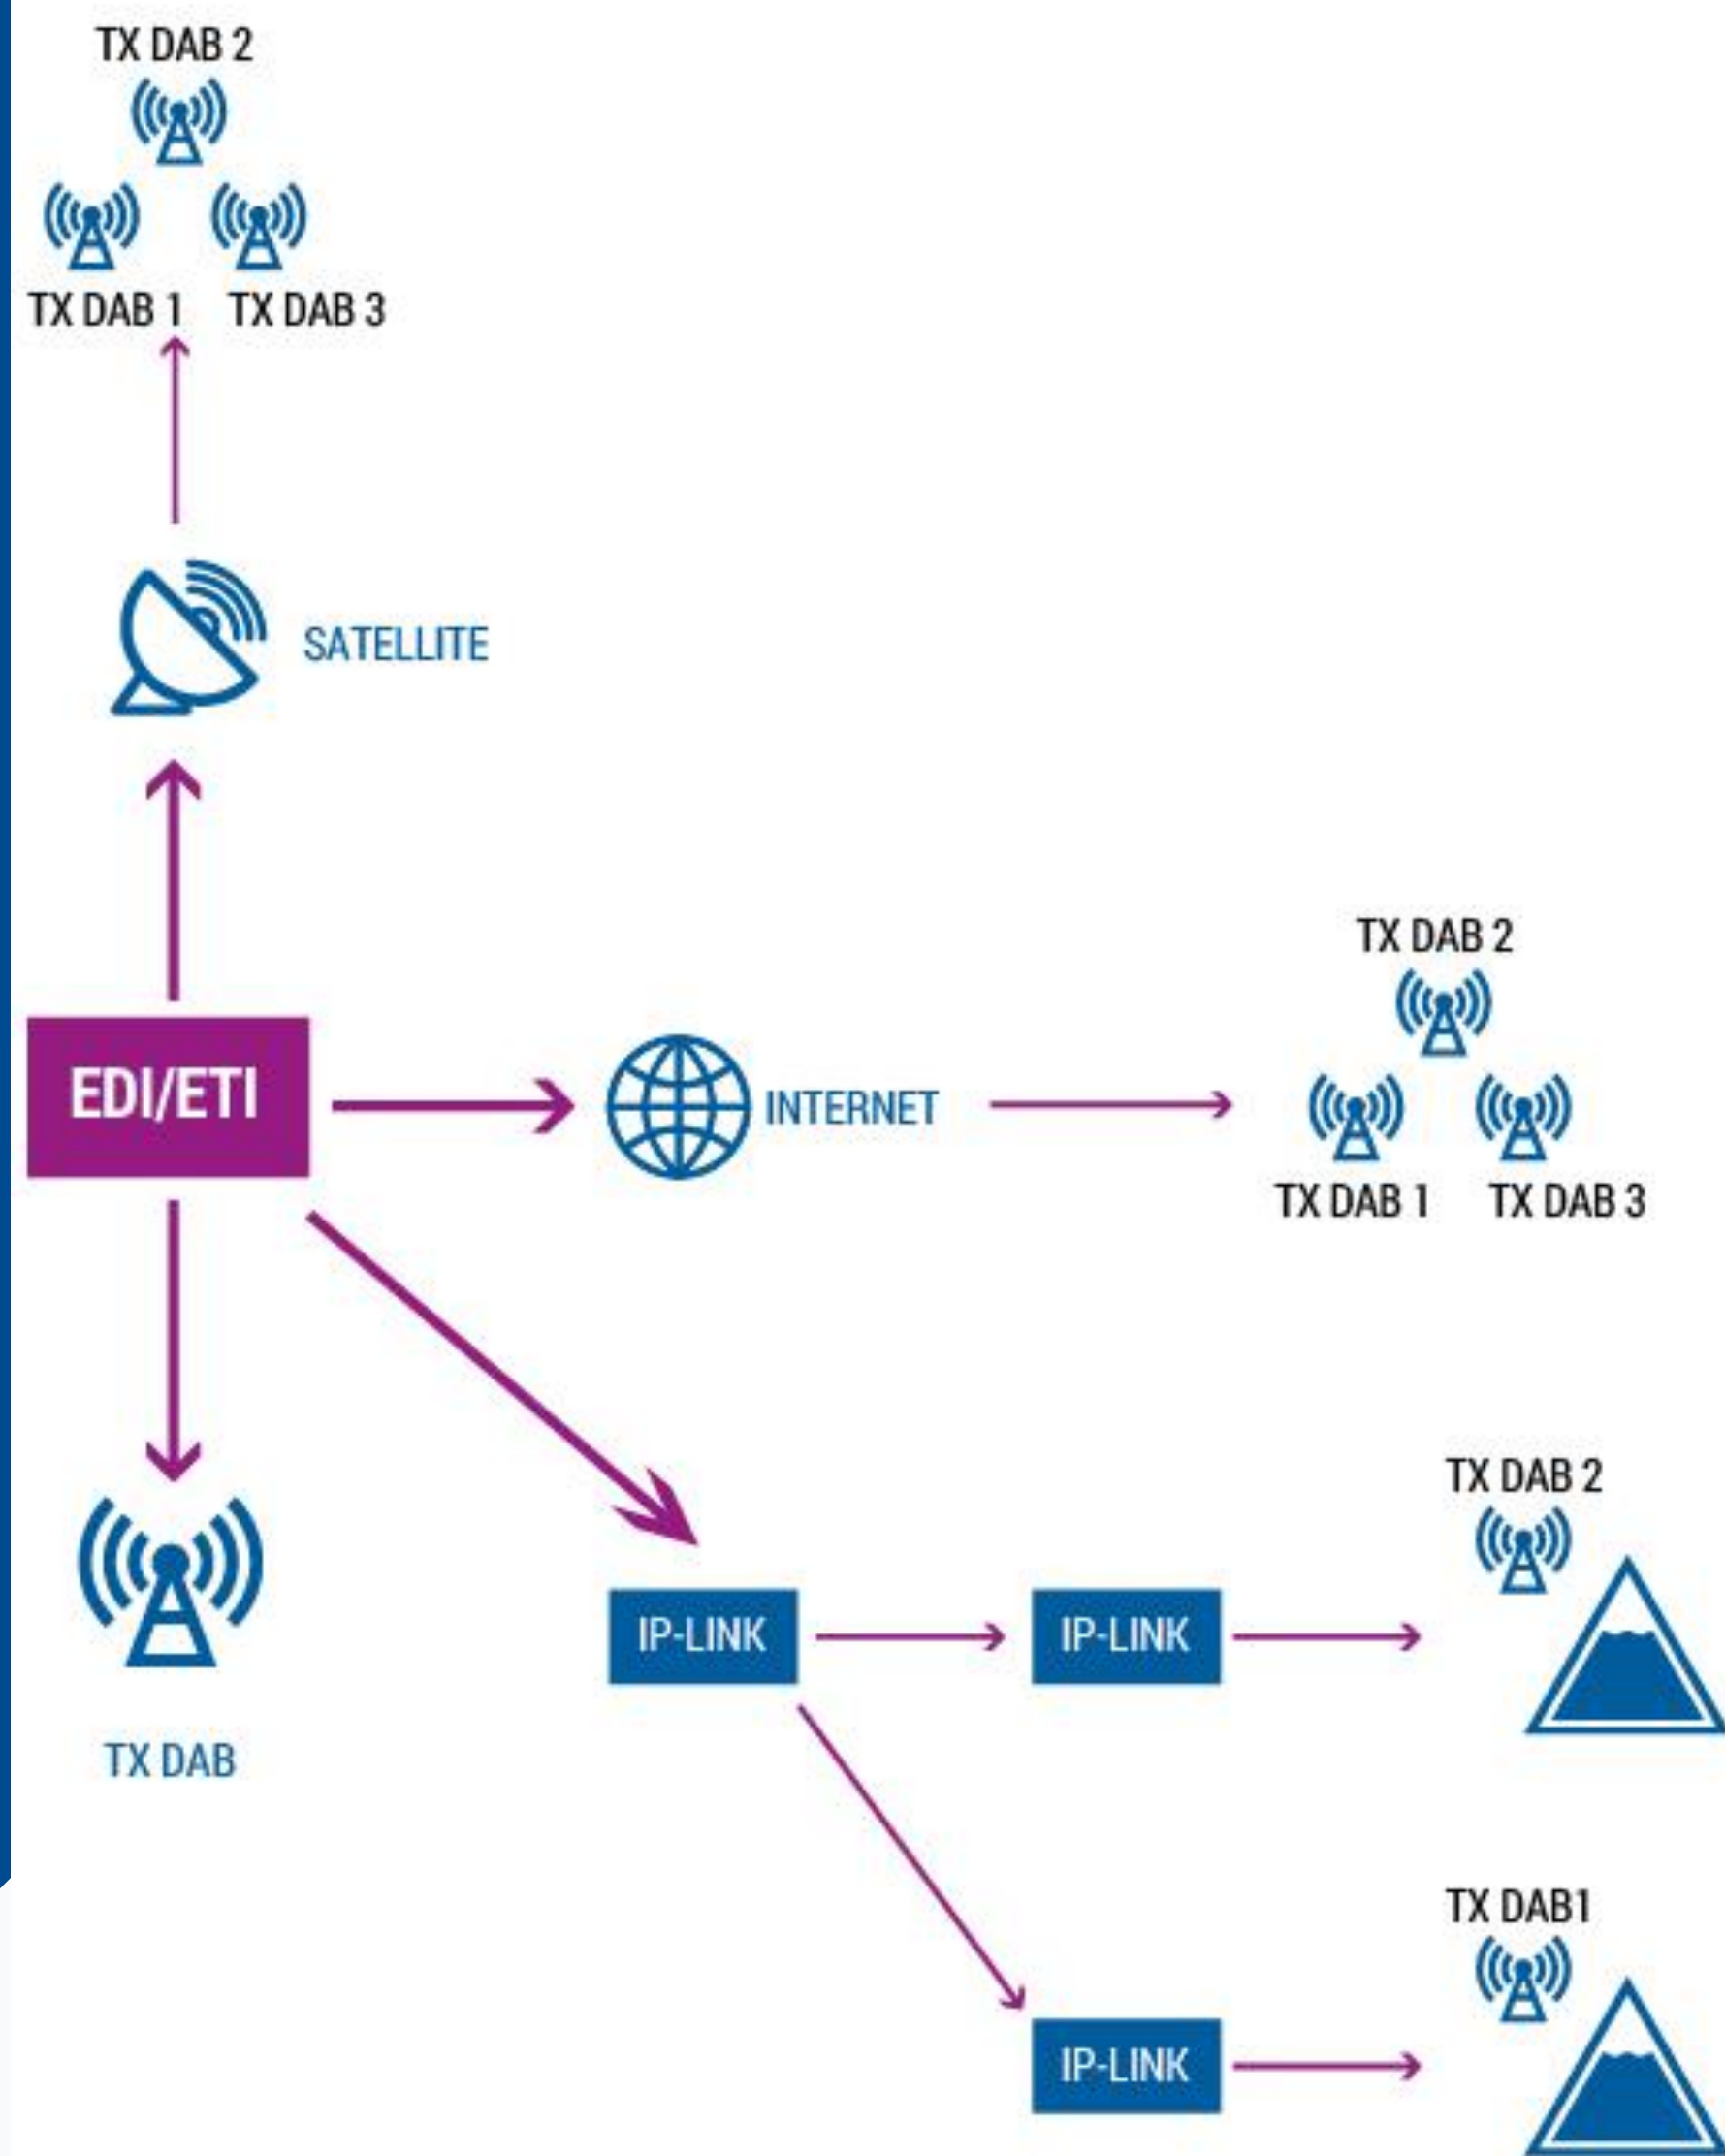 TX DAB 2
TX DAB 1 TX DAB 3
SATELLITE
TX DAB 2
EDI/ETI
INTERNET
TX DAB 1 TX DAB 3
TX DAB 2
IP-LINK IP-LINK
TX DAB
TX DAB1
IP-LINK